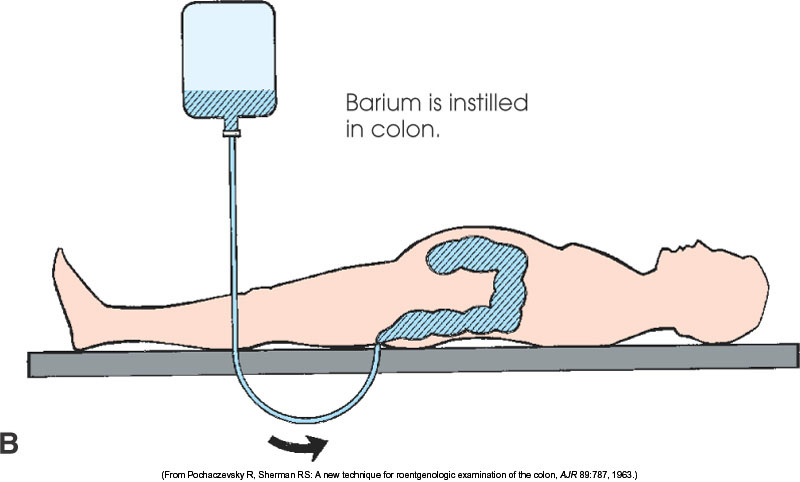 Barium is instilled
in colon.
B
(From Pochaczevsky R, Sherman RS: A new technique for roentgenologic examination of the colon, AJR 89:787, 1963.)